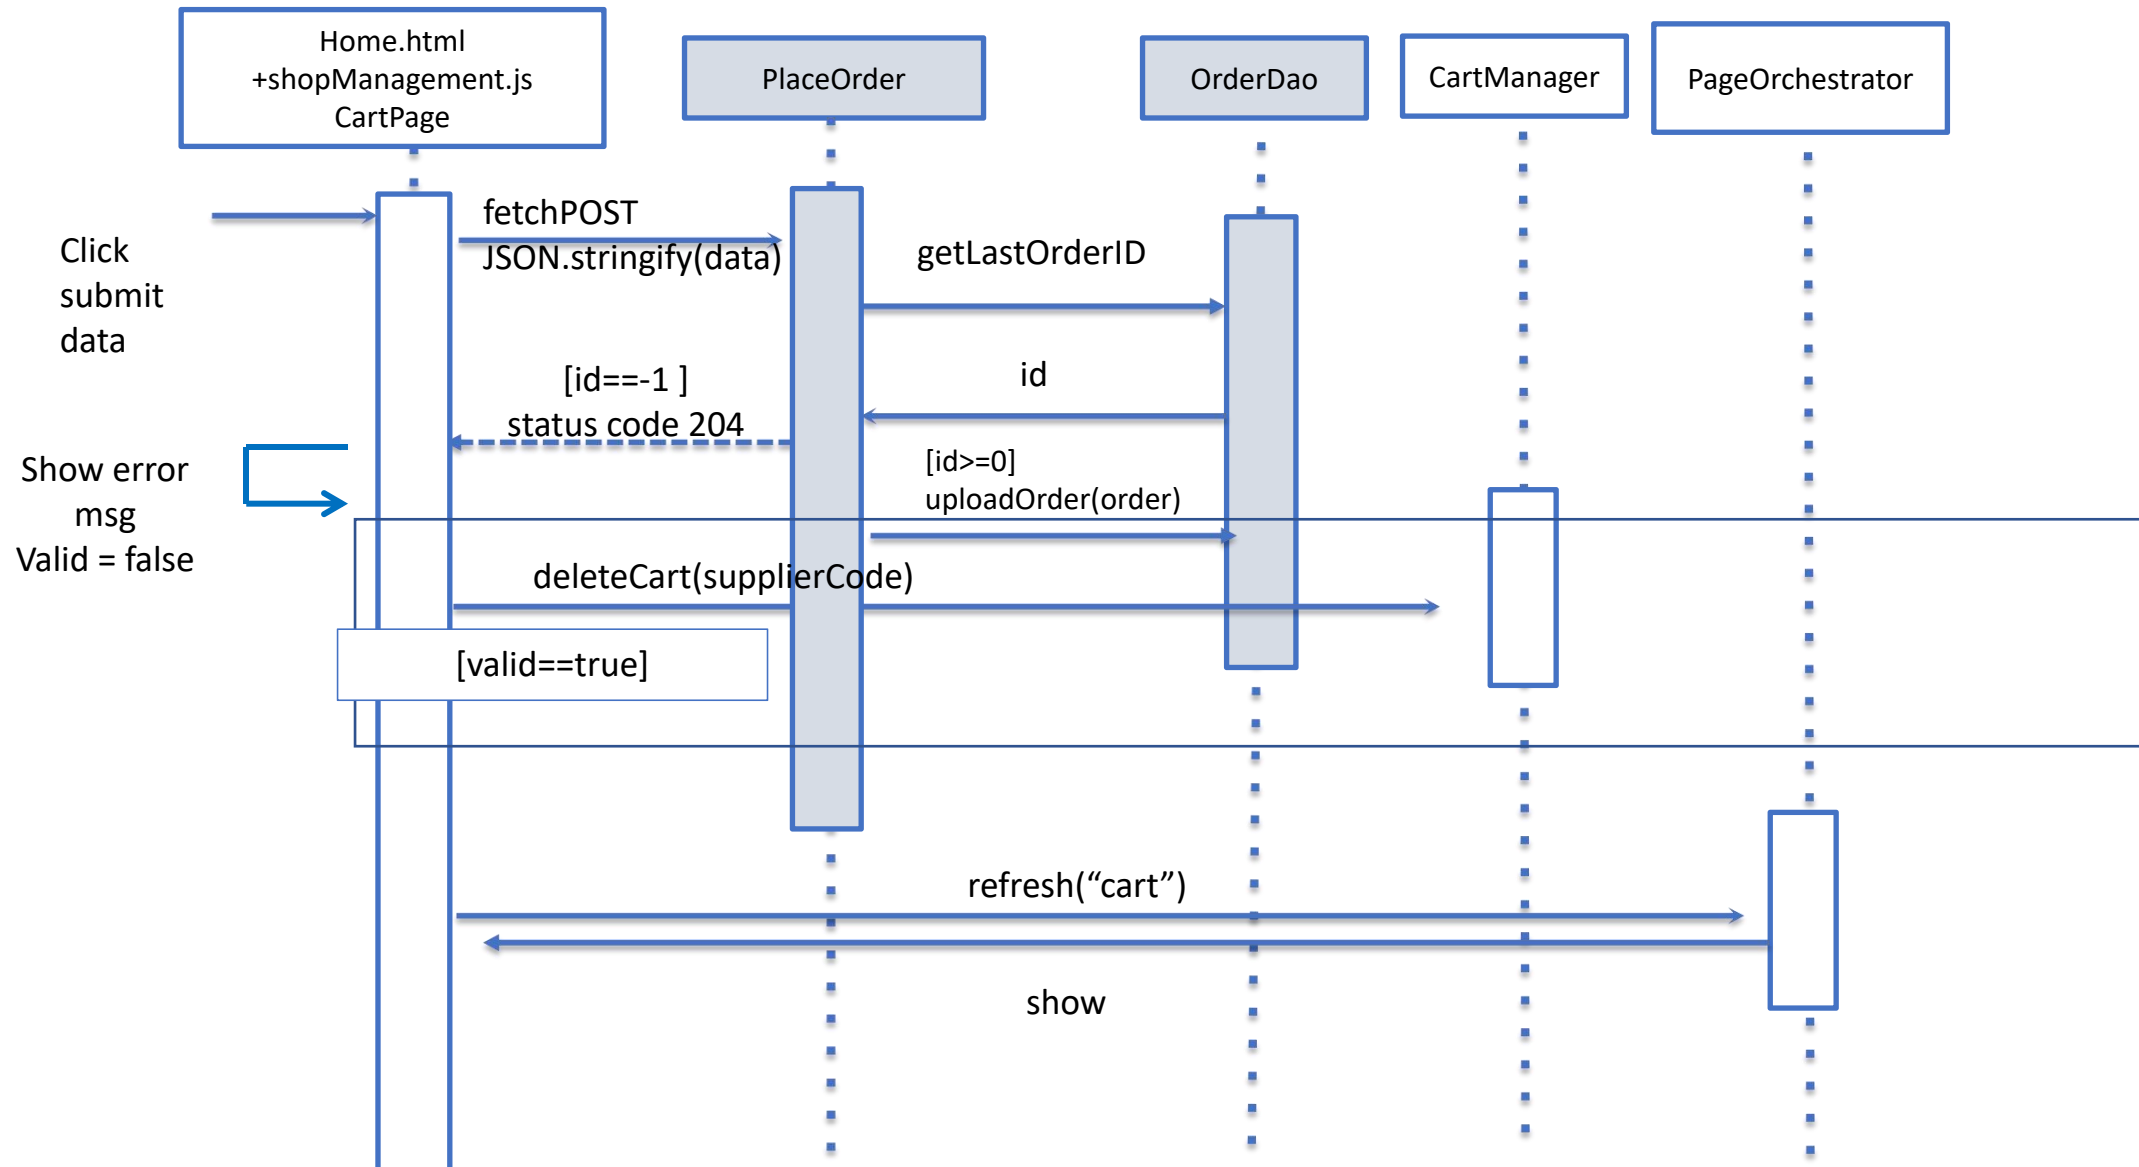 Home.html
+shopManagement.js
CartPage
PlaceOrder
OrderDao
CartManager
PageOrchestrator
Click
submit
data
fetchPOST
JSON.stringify(data)
getLastOrderID
id
[id==-1 ]
status code 204
Show error
msg
Valid = false
[id>=0]
uploadOrder(order)
deleteCart(supplierCode)
[valid==true]
refresh(“cart”)
show